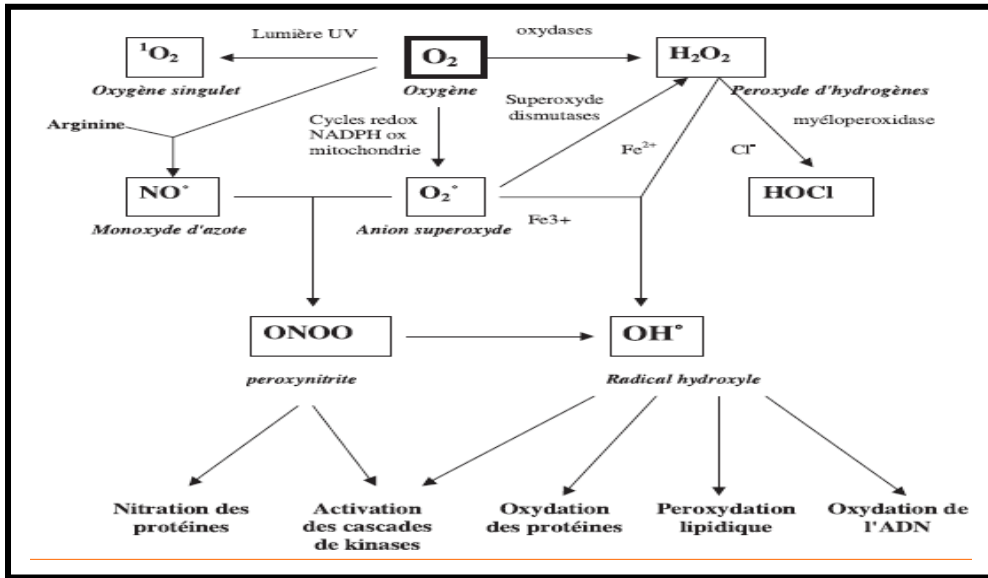 Lumière UV
oxydases
¹O₂
O₂
H₂O₂
Oxygène singulet
Oxygène
Peroxyde d'hydrogènes
Arginine
Cycles redox
NADPH ox
mitochondrie
Superoxyde
dismutases
myéloperoxidase
Fe²⁺
Cl⁻
NO°
O₂°
HOCl
Monoxyde d'azote
Anion superoxyde
Fe3+
ONOO
OH°
peroxynitrite
Radical hydroxyle
Nitration des
protéines
Activation
des cascades
de kinases
Oxydation
des protéines
Peroxydation
lipidique
Oxydation de
l'ADN